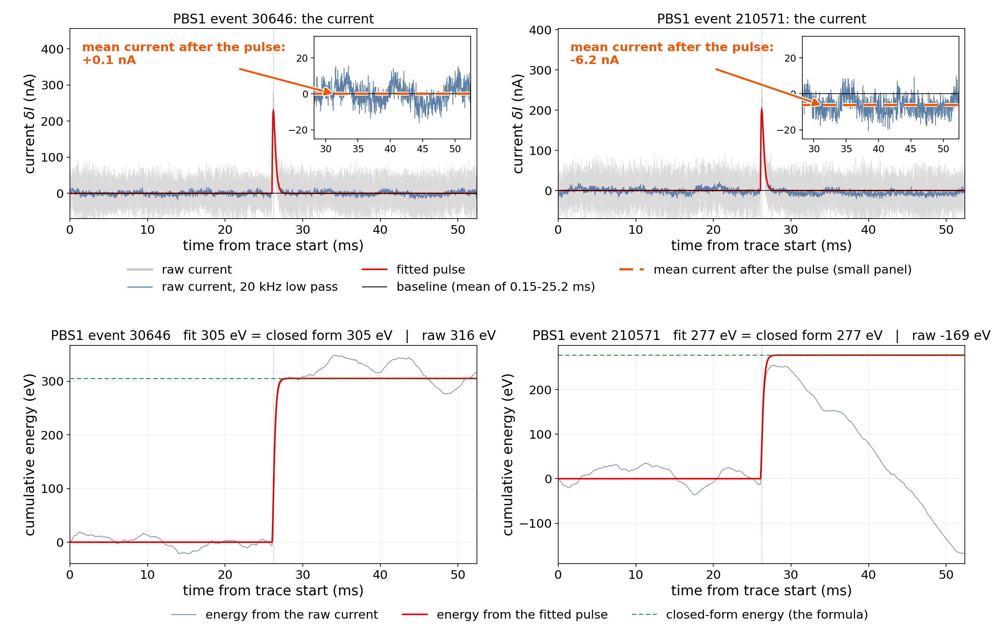 PBS1 event 30646: the current
mean current after the pulse:
+0.1 nA
current δI (nA)
400
300
200
100
0
20
0
−20
30 35 40 45 50
0 10 20 30 40 50
time from trace start (ms)
PBS1 event 210571: the current
mean current after the pulse:
-6.2 nA
current δI (nA)
400
300
200
100
0
20
0
−20
30 35 40 45 50
0 10 20 30 40 50
time from trace start (ms)
raw current
raw current, 20 kHz low pass
fitted pulse
baseline (mean of 0.15-25.2 ms)
mean current after the pulse (small panel)
PBS1 event 30646 fit 305 eV = closed form 305 eV | raw 316 eV
cumulative energy (eV)
300
200
100
0
0 10 20 30 40 50
time from trace start (ms)
PBS1 event 210571 fit 277 eV = closed form 277 eV | raw -169 eV
cumulative energy (eV)
200
100
0
−100
0 10 20 30 40 50
time from trace start (ms)
energy from the raw current
energy from the fitted pulse
closed-form energy (the formula)